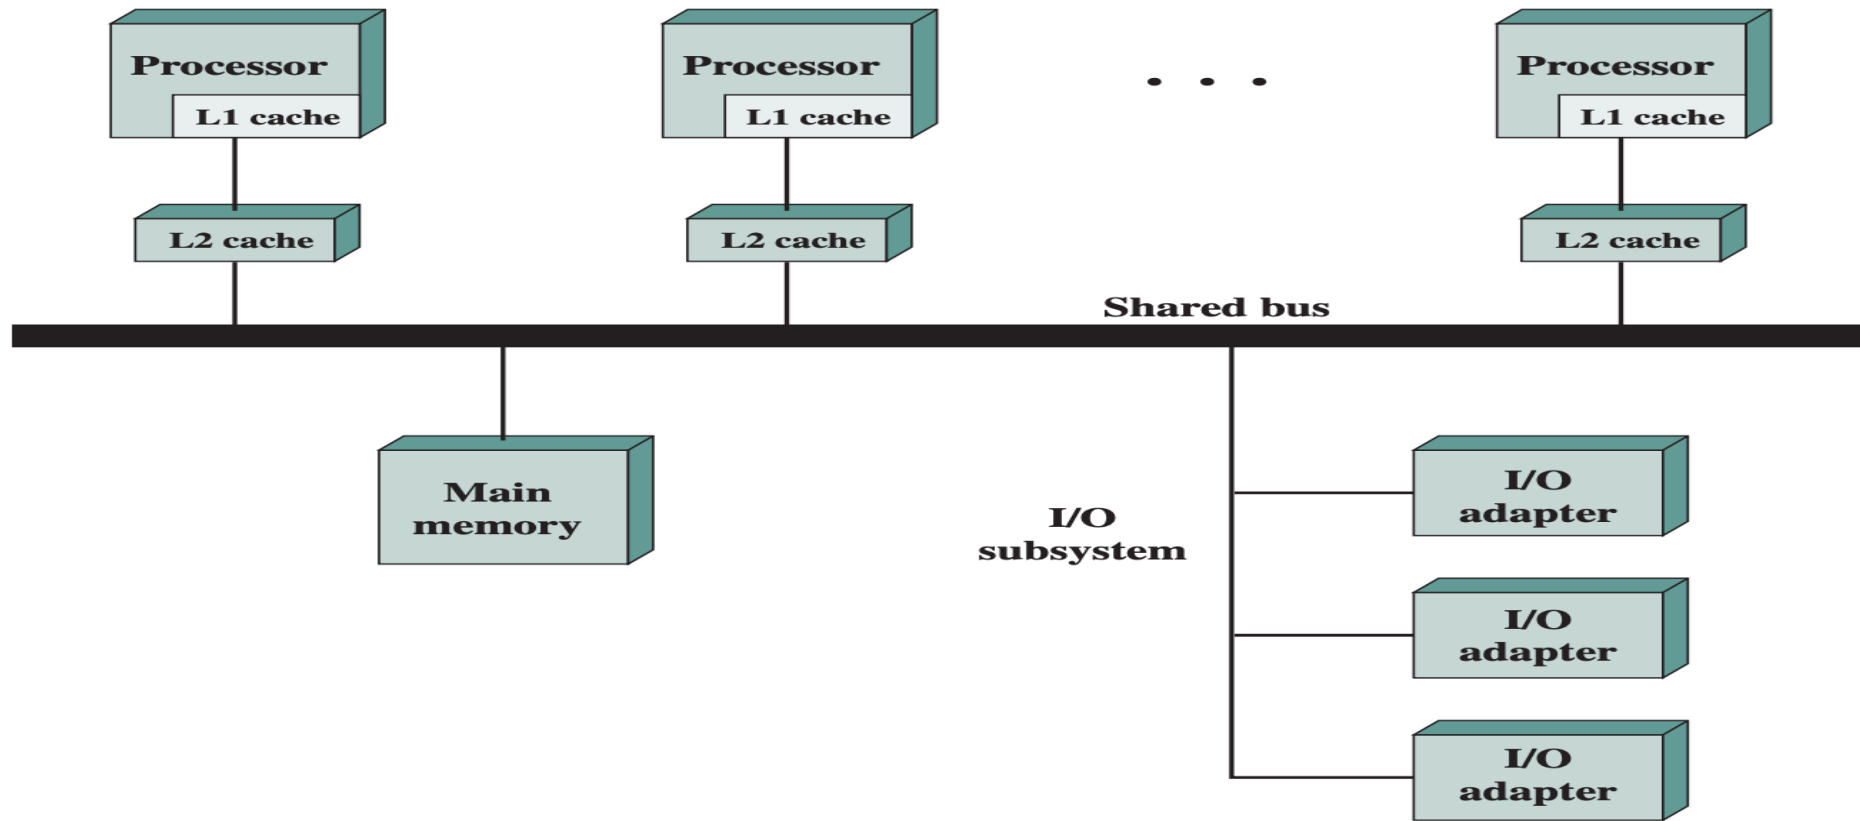 Processor
L1 cache
Processor
L1 cache
. . .
Processor
L1 cache
L2 cache
L2 cache
L2 cache
Shared bus
Main
memory
I/O
subsystem
I/O
adapter
I/O
adapter
I/O
adapter